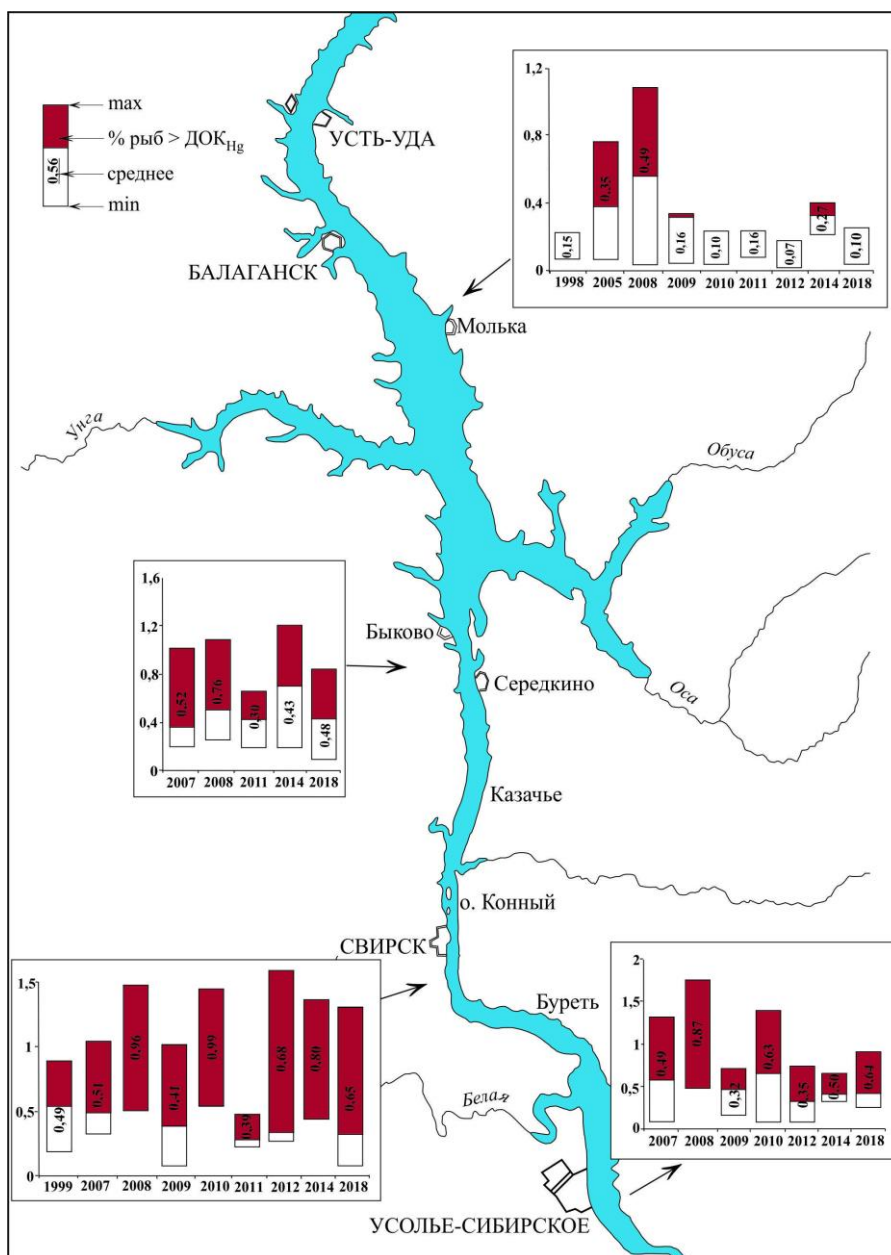 max
% рыб > ДОКHg
среднее
min
0,56
1,2
0,8
0,4
0
0,15
0,35
0,49
0,16
0,10
0,16
0,07
0,27
0,10
1998 2005 2008 2009 2010 2011 2012 2014 2018
УСТЬ-УДА
БАЛАГАНСК
Молька
Унга
Обуса
1,6
1,2
0,8
0,4
0
0,52
0,76
0,30
0,43
0,48
2007 2008 2011 2014 2018
Быково
Середкино
Оса
Казачье
о. Конный
СВИРСК
Буреть
1,5
1
0,5
0
0,49
0,51
0,96
0,41
0,99
0,39
0,68
0,80
0,65
1999 2007 2008 2009 2010 2011 2012 2014 2018
2
1,5
1
0,5
0
0,49
0,87
0,32
0,63
0,35
0,50
0,64
2007 2008 2009 2010 2012 2014 2018
Белая
УСОЛЬЕ-СИБИРСКОЕ